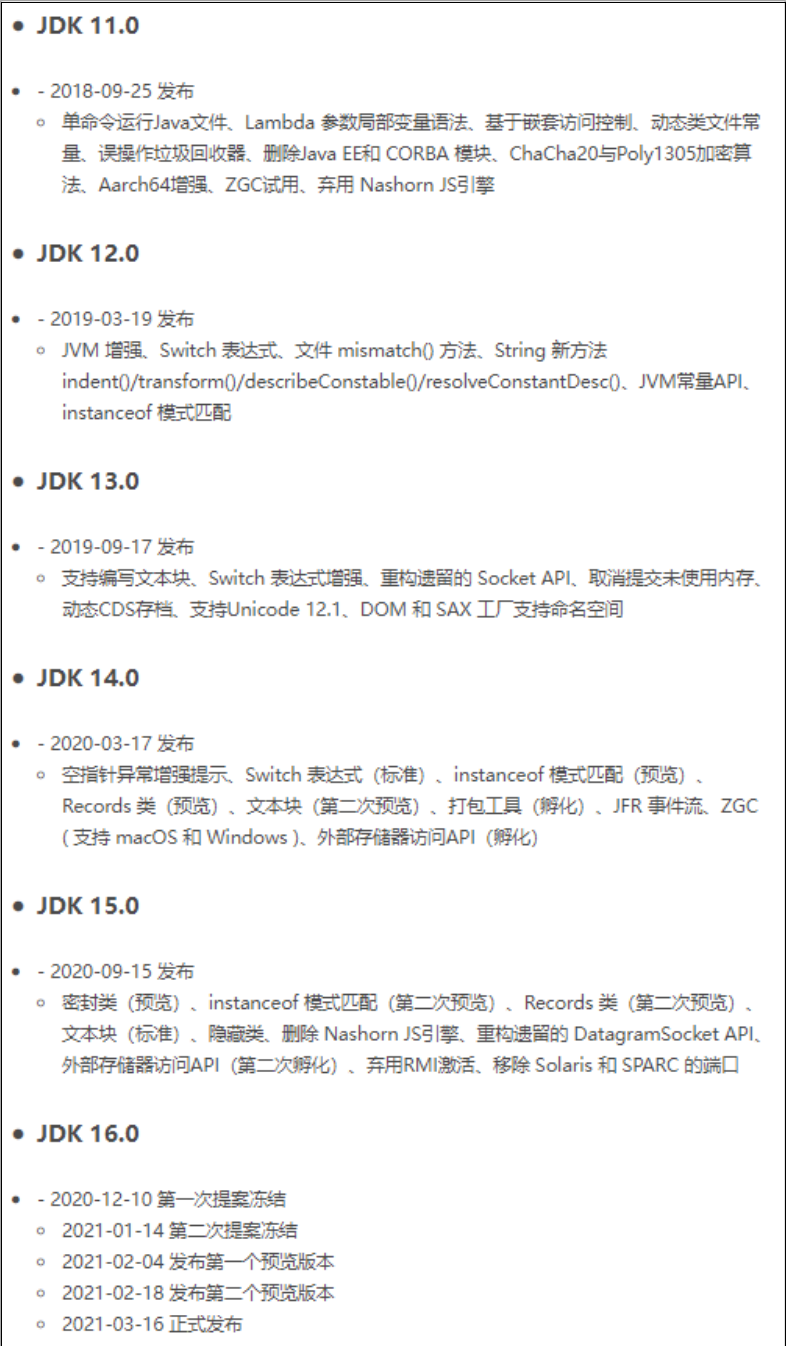 JDK 11.0
- 2018-09-25 发布
单命令运行Java文件、Lambda 参数局部变量语法、基于嵌套访问控制、动态类文件常
量、误操作垃圾回收器、删除Java EE和 CORBA 模块、ChaCha20与Poly1305加密算
法、Aarch64增强、ZGC试用、弃用 Nashorn JS引擎
JDK 12.0
- 2019-03-19 发布
JVM 增强、Switch 表达式、文件 mismatch() 方法、String 新方法
indent()/transform()/describeConstable()/resolveConstantDesc()、JVM常量API、
instanceof 模式匹配
JDK 13.0
- 2019-09-17 发布
支持编写文本块、Switch 表达式增强、重构遗留的 Socket API、取消提交未使用内存、
动态CDS存档、支持Unicode 12.1、DOM 和 SAX 工厂支持命名空间
JDK 14.0
- 2020-03-17 发布
空指针异常增强提示、Switch 表达式（标准）、instanceof 模式匹配（预览）、
Records 类（预览）、文本块（第二次预览）、打包工具（孵化）、JFR 事件流、ZGC
( 支持 macOS 和 Windows )、外部存储器访问API（孵化）
JDK 15.0
- 2020-09-15 发布
密封类（预览）、instanceof 模式匹配（第二次预览）、Records 类（第二次预览）、
文本块（标准）、隐藏类、删除 Nashorn JS引擎、重构遗留的 DatagramSocket API、
外部存储器访问API（第二次孵化）、弃用RMI激活、移除 Solaris 和 SPARC 的端口
JDK 16.0
- 2020-12-10 第一次提案冻结
2021-01-14 第二次提案冻结
2021-02-04 发布第一个预览版本
2021-02-18 发布第二个预览版本
2021-03-16 正式发布